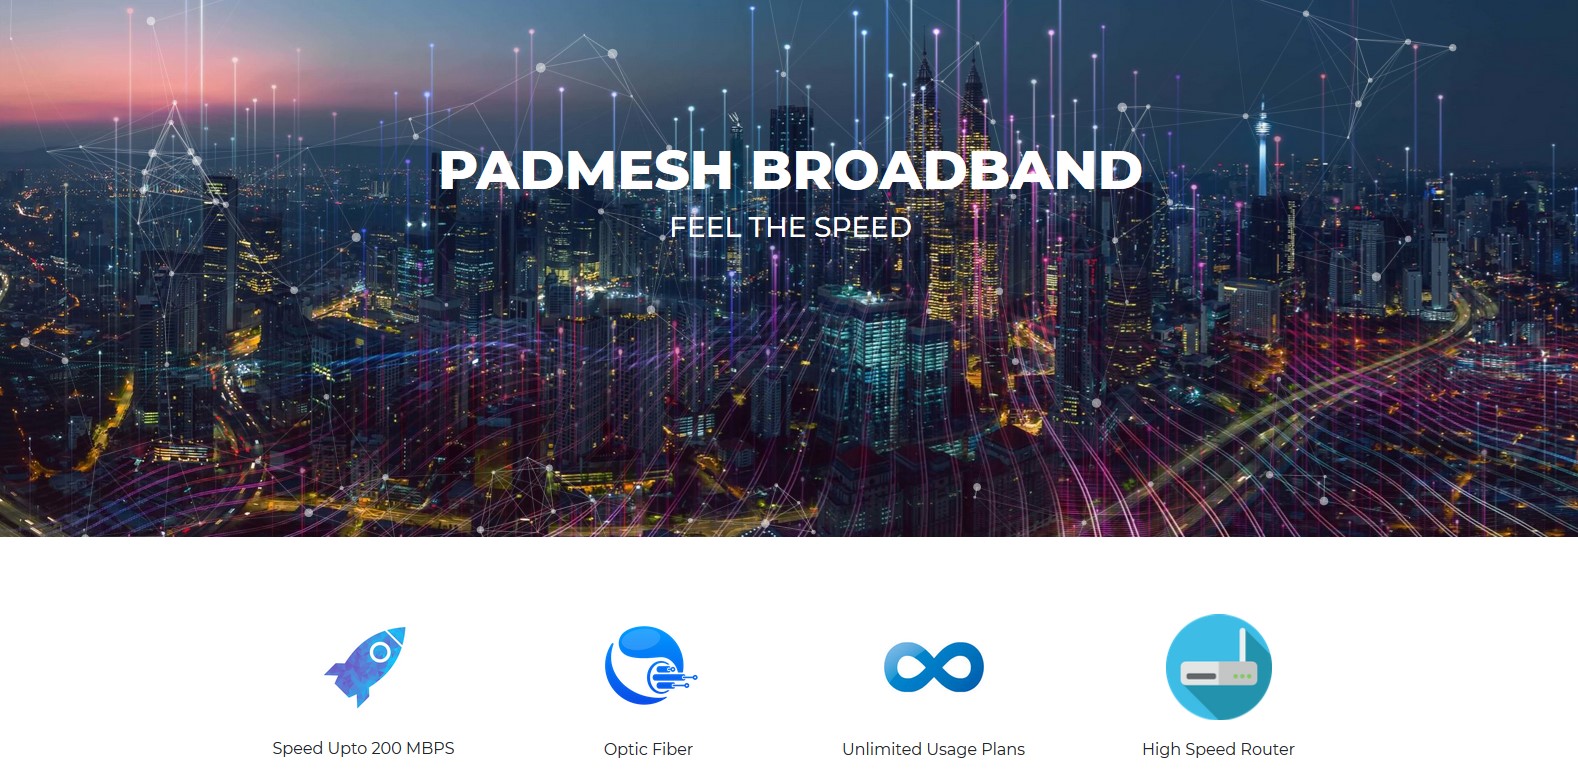 PADMESH BROADBAND
FEEL THE SPEED
Speed Upto 200 MBPS
Optic Fiber
Unlimited Usage Plans
High Speed Router